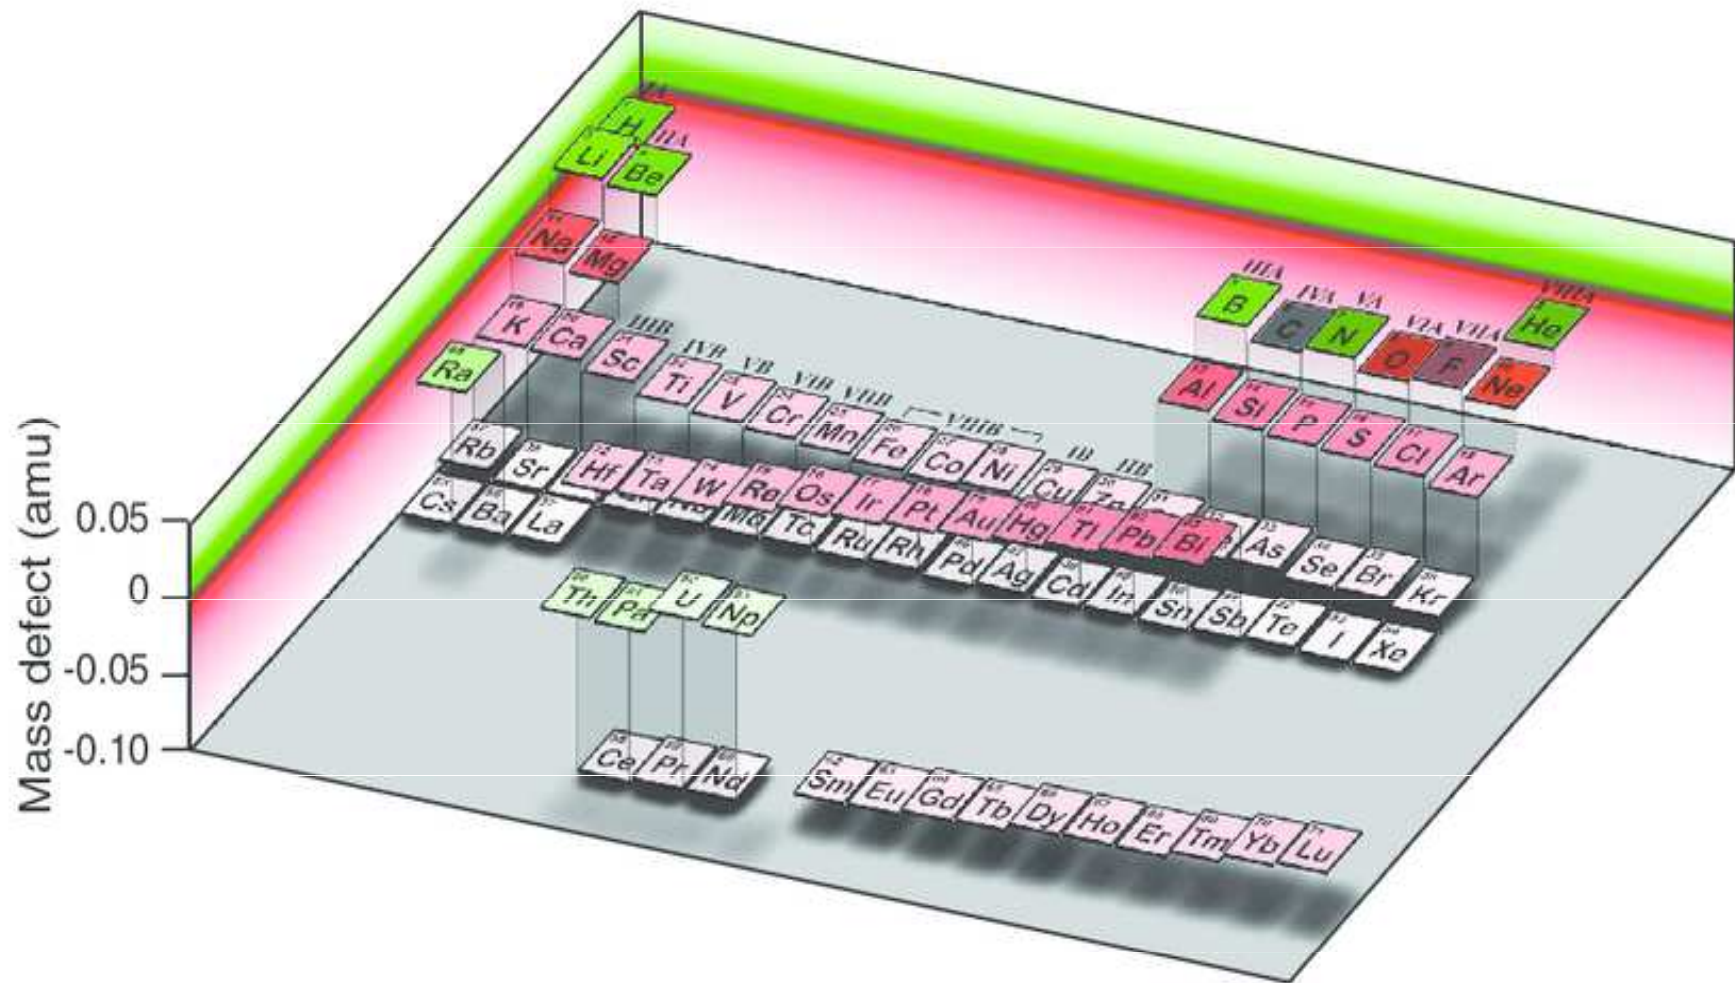 IA
H
IIA
Li
Be
Na
Mg
IIIA
IVA
VA
VIA
VIIA
VIIIA
B
C
N
O
F
He
Ne
K
Ca
IIIB
Sc
IVB
Ti
VB
V
VIB
Cr
VIIB
Mn
VIIIB
Fe
Co
Ni
IB
Cu
IIB
Zn
Al
Si
P
S
Cl
Ar
Ra
Rb
Sr
Hf
Ta
W
Re
Os
Ir
Pt
Au
Hg
Tl
Pb
Bi
As
Se
Br
Kr
Cs
Ba
La
Nb
Mo
Tc
Ru
Rh
Pd
Ag
Cd
In
Sn
Sb
Te
I
Xe
Th
Pa
U
Np
Ce
Pr
Nd
Sm
Eu
Gd
Tb
Dy
Ho
Er
Tm
Yb
Lu
Mass defect (amu)
0.05
0
-0.05
-0.10